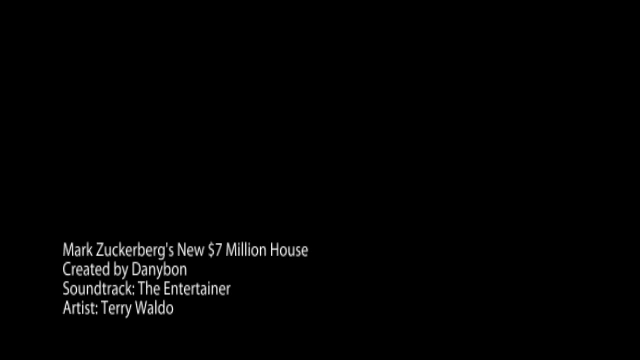 Mark Zuckerberg's New $7 Million House
Created by Danybon
Soundtrack: The Entertainer
Artist: Terry Waldo